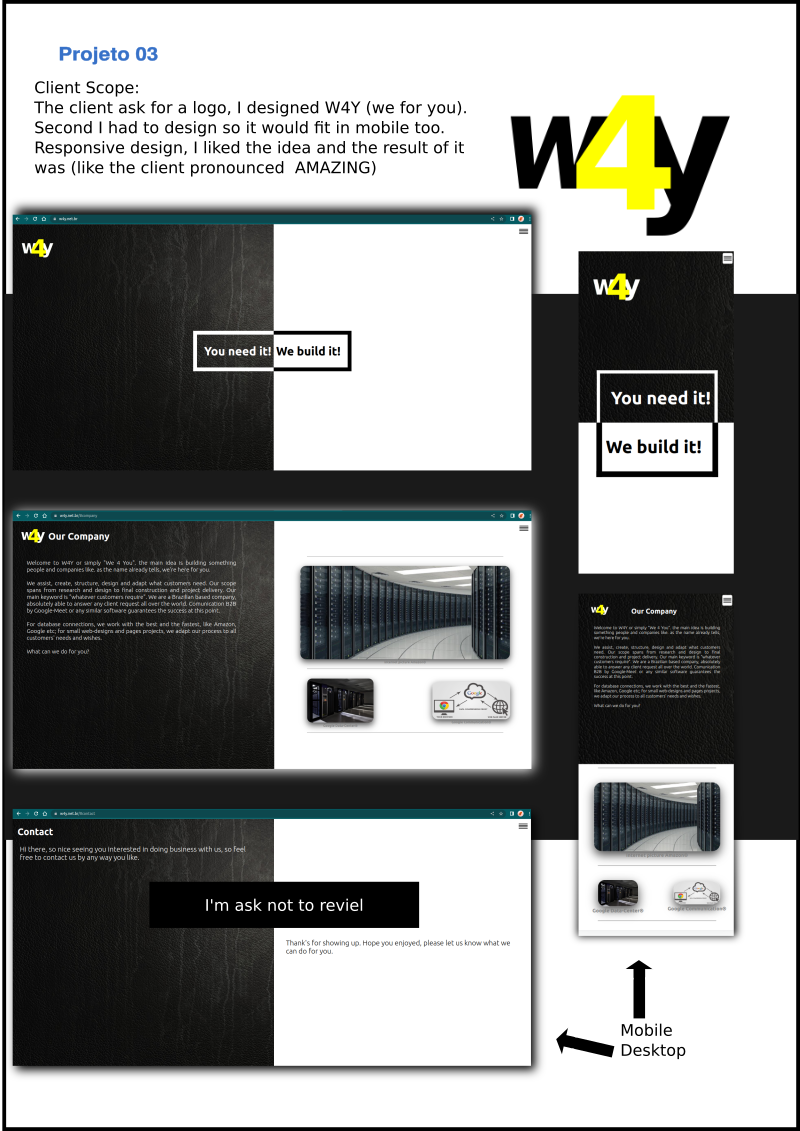 Projeto 03
Client Scope:
The client ask for a logo, I designed W4Y (we for you).
Second I had to design so it would fit in mobile too.
Responsive design, I liked the idea and the result of it
was (like the client pronounced  AMAZING)
w4y
w4y.net.br
w4y
You need it! We build it!
w4y
You need it!
We build it!
w4y.net.br/#company
w4y Our Company
Welcome to W4Y or simply "We 4 You", the main idea is building something
people and companies like. as the name already tells, we're here for you.
We assist, create, structure, design and adapt what customers need. Our scope
spans from research and design to final construction and project delivery. Our
main keyword is "whatever customers require". We are a Brazilian based company,
absolutely able to answer any client request all over the world. Comunication B2B
by Google-Meet or any similar software guarantees the success at this point.
For database connections, we work with the best and the fastest, like Amazon,
Google etc; for small web-designs and pages projects, we adapt our process to all
customers' needs and wishes.
What can we do for you?
Google
w4y Our Company
Welcome to W4Y or simply "We 4 You", the main idea is building
something people and companies like. as the name already tells,
we're here for you.
We assist, create, structure, design and adapt what customers
need. Our scope spans from research and design to final
construction and project delivery. Our main keyword is "whatever
customers require". We are a Brazilian based company, absolutely
able to answer any client request all over the world. Comunication
B2B by Google-Meet or any similar software guarantees the
success at this point.
For database connections, we work with the best and the fastest,
like Amazon, Google etc; for small web-designs and pages projects,
we adapt our process to all customers' needs and wishes.
What can we do for you?
Google Data Center®
w4y.net.br/#contact
Contact
Hi there, so nice seeing you interested in doing business with us, so feel
free to contact us by any way you like.
I'm ask not to reviel
Thank's for showing up. Hope you enjoyed, please let us know what we
can do for you.
Mobile
Desktop